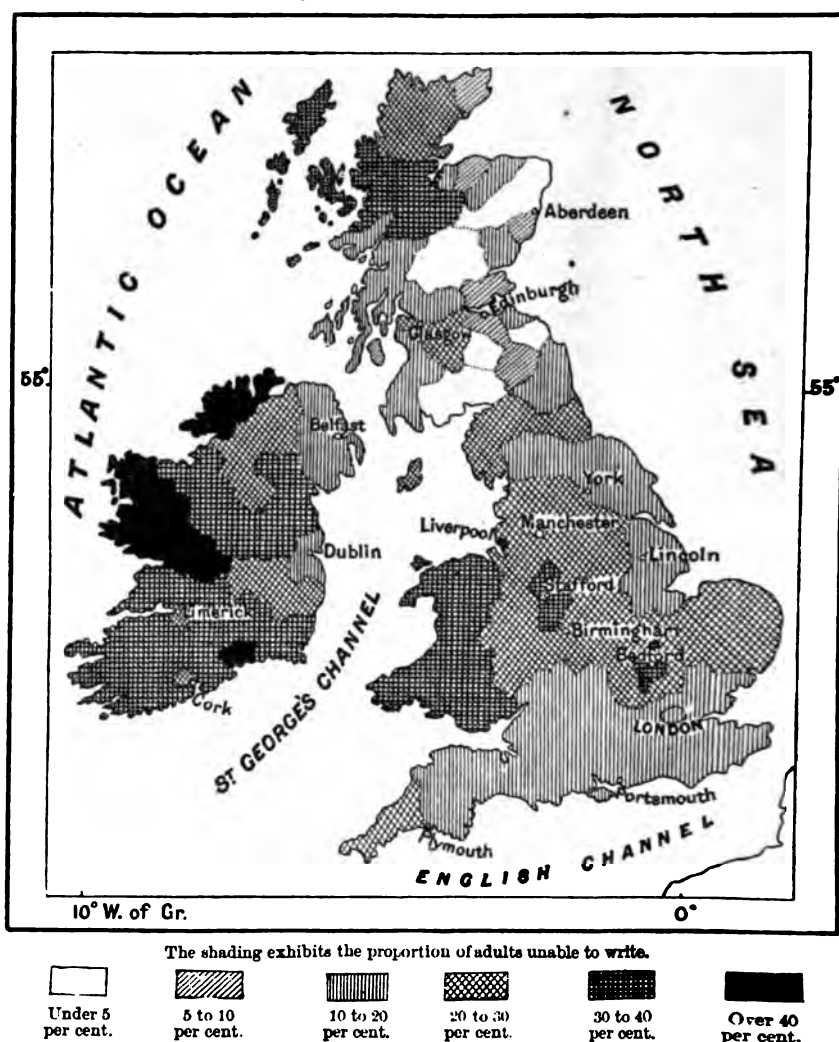 ATLANTIC OCEAN
NORTH SEA
Aberdeen
Edinburgh
Glasgow
55°
55°
Belfast
York
Liverpool
Manchester
Dublin
Lincoln
Stafford
Limerick
Birmingham
Bedford
Cork
ST GEORGE'S CHANNEL
LONDON
Portsmouth
Plymouth
ENGLISH CHANNEL
10° W. of Gr.
0°
The shading exhibits the proportion of adults unable to write.
Under 5 per cent.
5 to 10 per cent.
10 to 20 per cent.
20 to 30 per cent.
30 to 40 per cent.
Over 40 per cent.